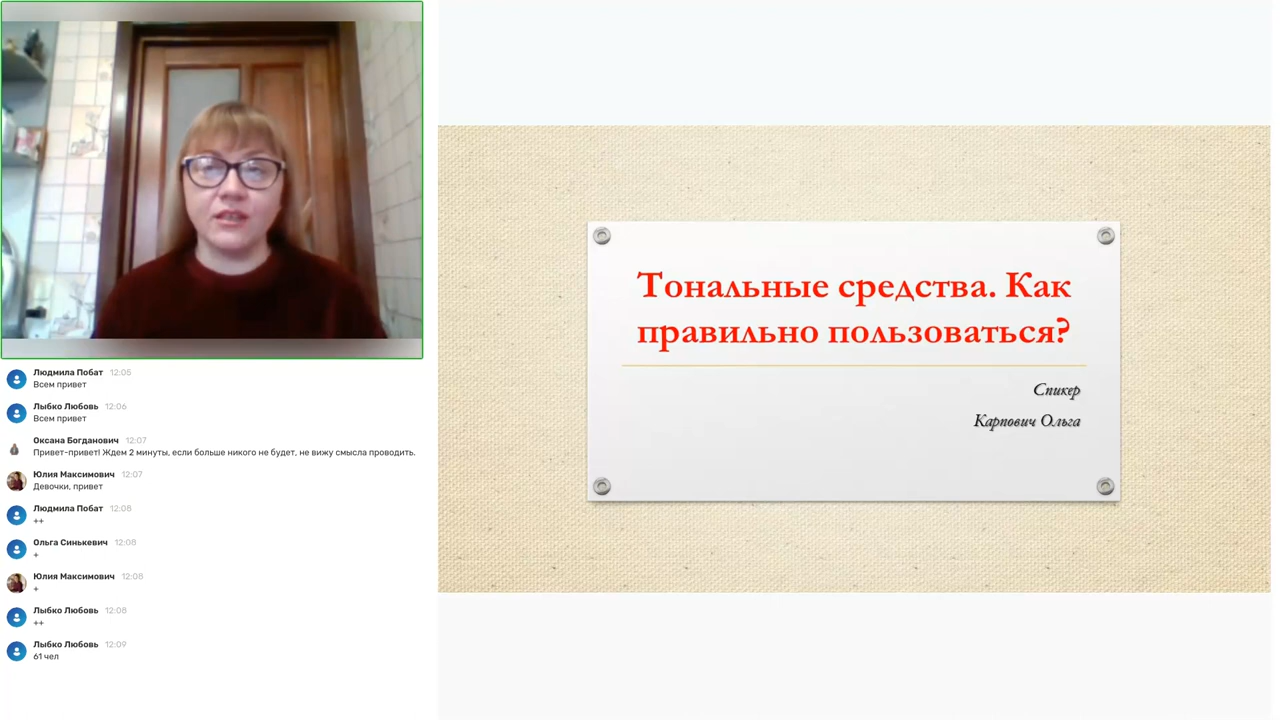 Людмила Побат 12:05
Всем привет
Лыбко Любовь 12:06
Всем привет
Оксана Богданович 12:07
Привет-привет! Ждем 2 минуты, если больше никого не будет, не вижу смысла проводить.
Юлия Максимович 12:07
Девочки, привет
Людмила Побат 12:08
++
Ольга Синькевич 12:08
+
Юлия Максимович 12:08
+
Лыбко Любовь 12:08
++
Лыбко Любовь 12:09
61 чел
Тональные средства. Как
правильно пользоваться?
Спикер
Карпович Ольга